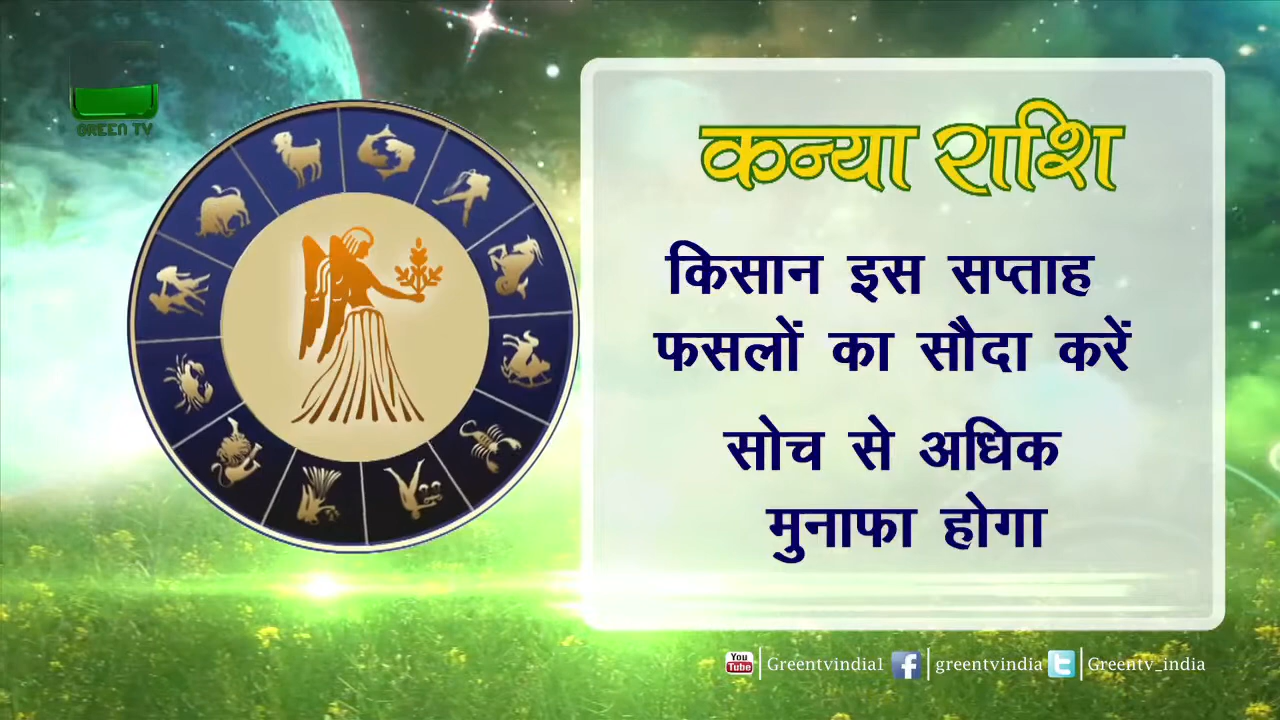 GREEN TV
कन्या राशि
किसान इस सप्ताह
फसलों का सौदा करें
सोच से अधिक
मुनाफा होगा
You Tube Greentvindia1 f greentvindia t Greentv_india